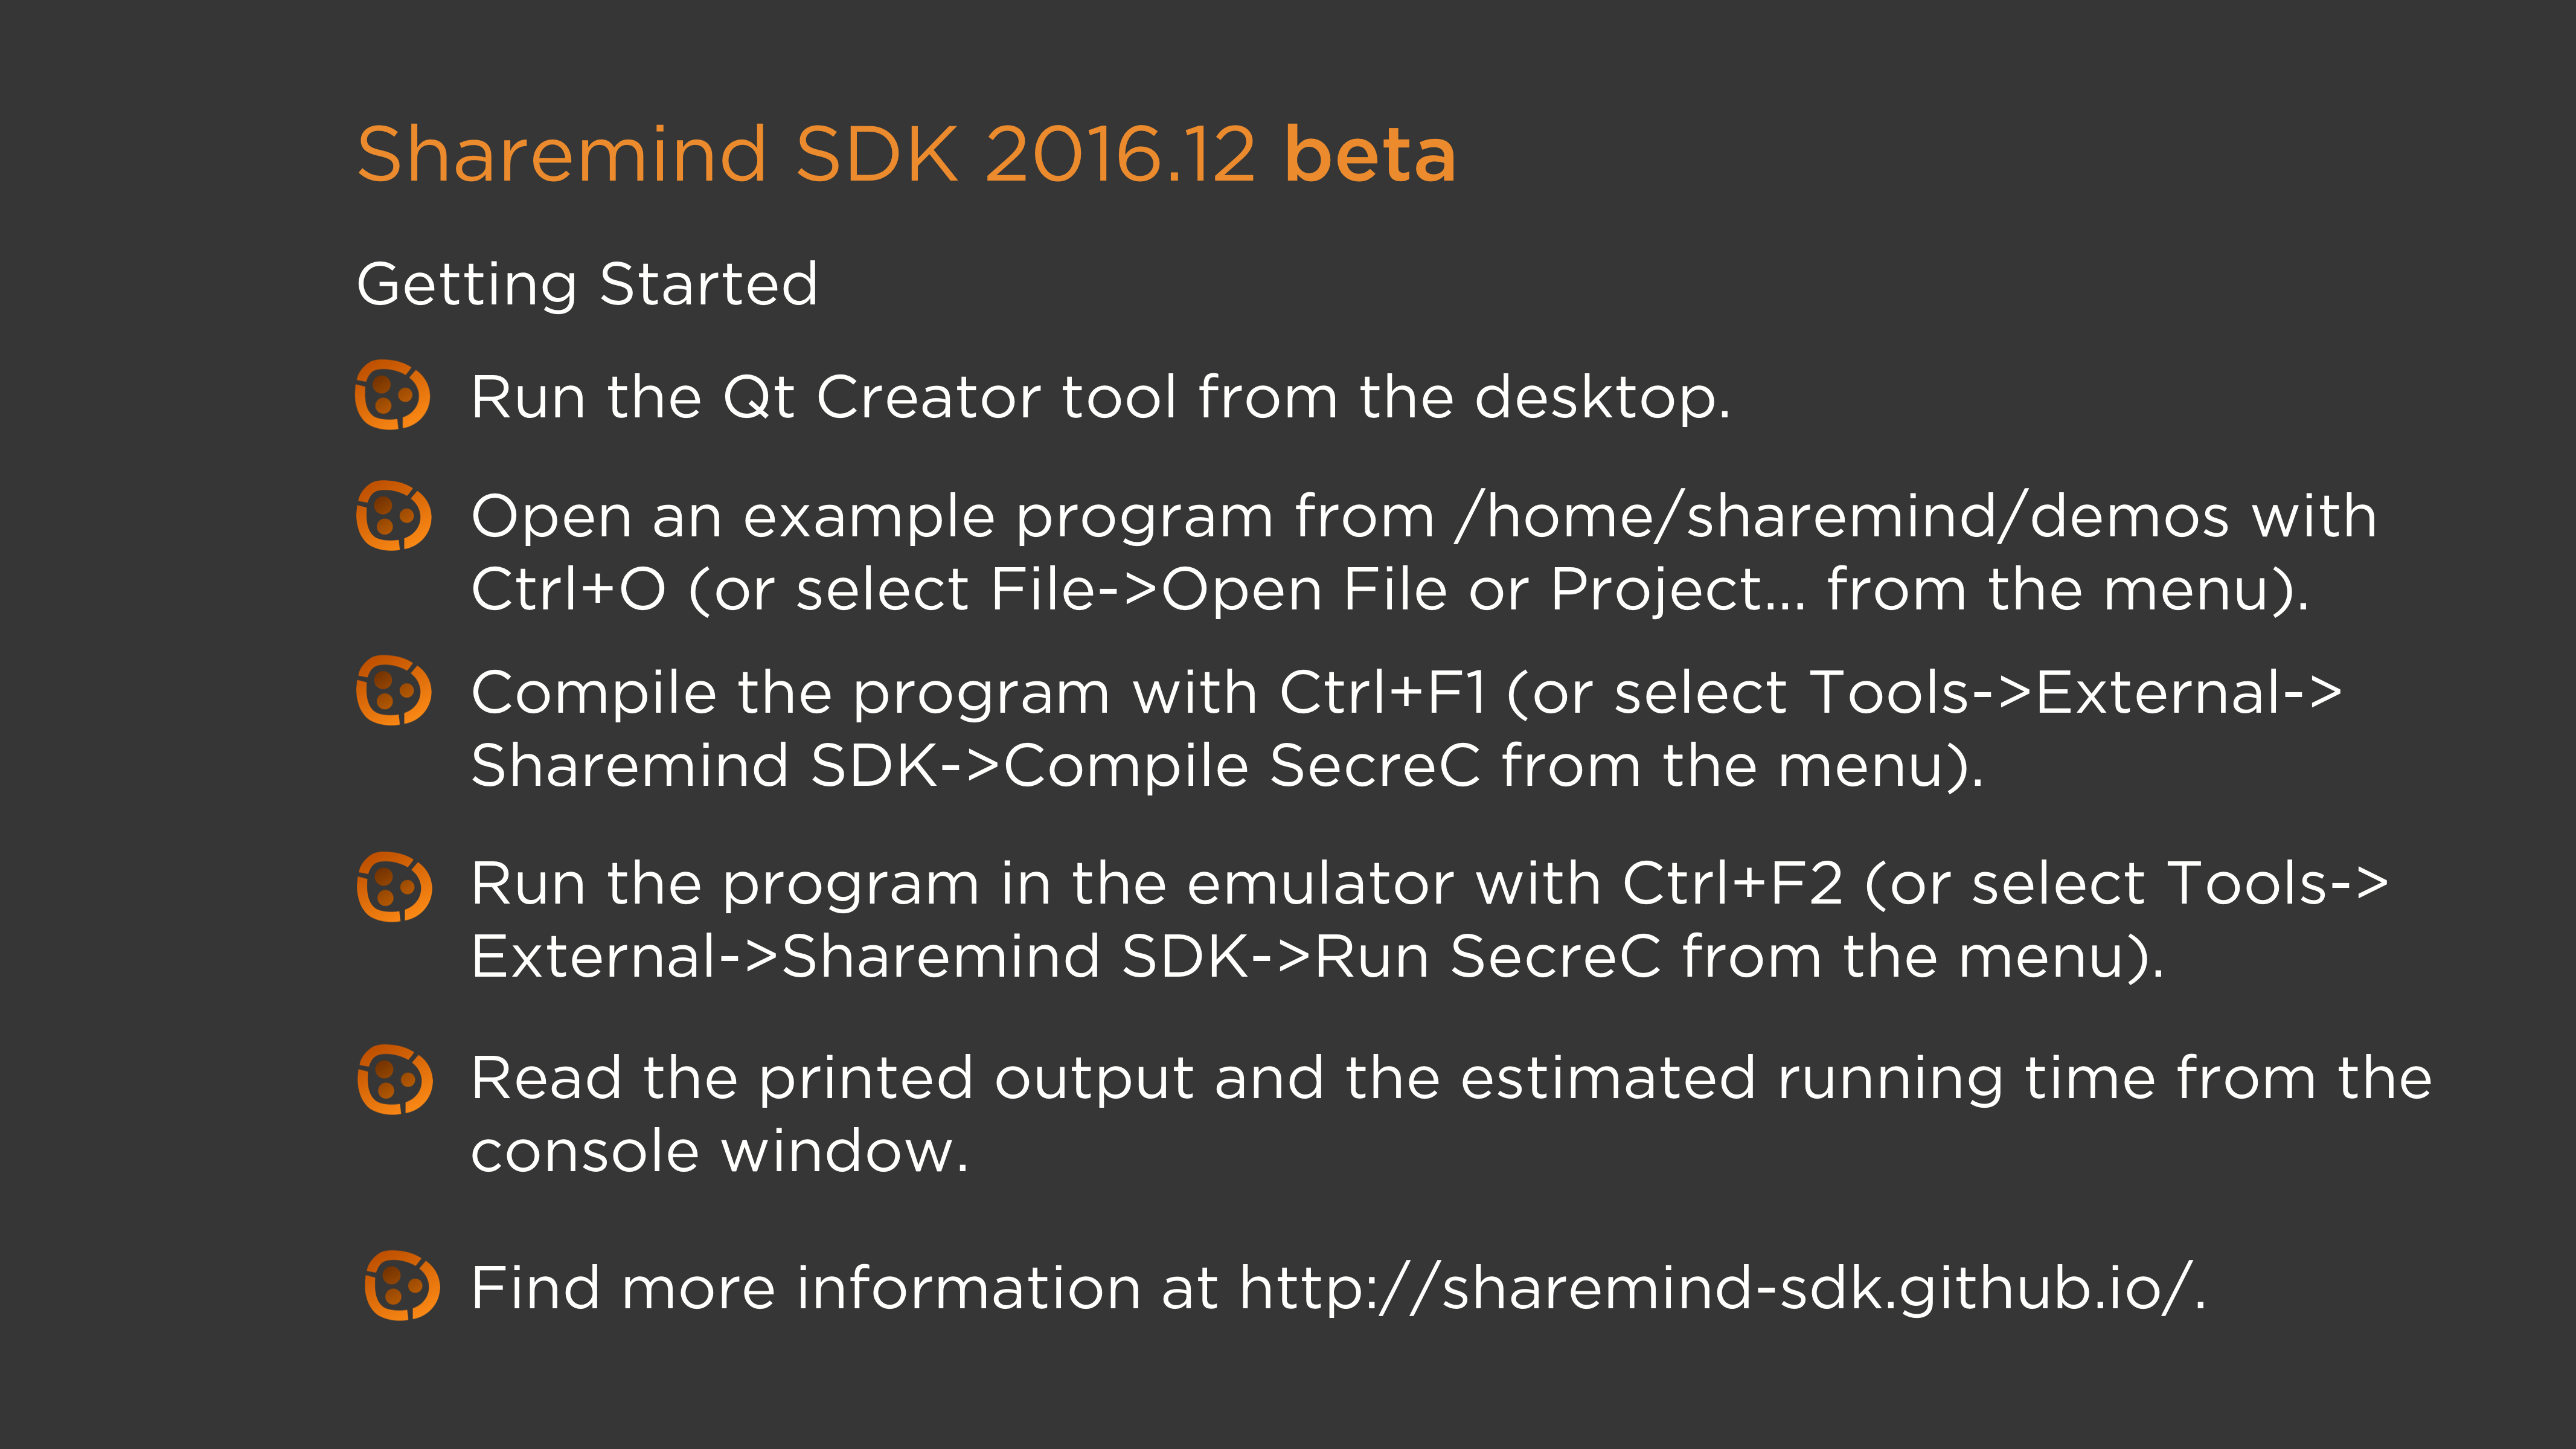 Sharemind SDK 2016.12 beta
Getting Started
Run the Qt Creator tool from the desktop.
Open an example program from /home/sharemind/demos with
Ctrl+O (or select File->Open File or Project... from the menu).
Compile the program with Ctrl+F1 (or select Tools->External->
Sharemind SDK->Compile SecreC from the menu).
Run the program in the emulator with Ctrl+F2 (or select Tools->
External->Sharemind SDK->Run SecreC from the menu).
Read the printed output and the estimated running time from the
console window.
Find more information at http://sharemind-sdk.github.io/.